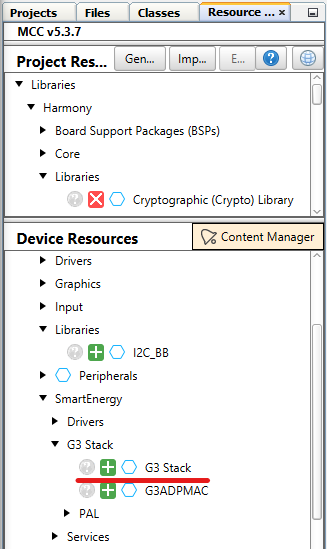 Projects Files Classes Resource ... ×
MCC v5.3.7
Project Res... Gen... Imp... E... ?
Libraries
Harmony
Board Support Packages (BSPs)
Core
Libraries
? Cryptographic (Crypto) Library
Device Resources Content Manager
Drivers
Graphics
Input
Libraries
? I2C_BB
Peripherals
SmartEnergy
Drivers
G3 Stack
? G3 Stack
? G3ADPMAC
PAL
Services